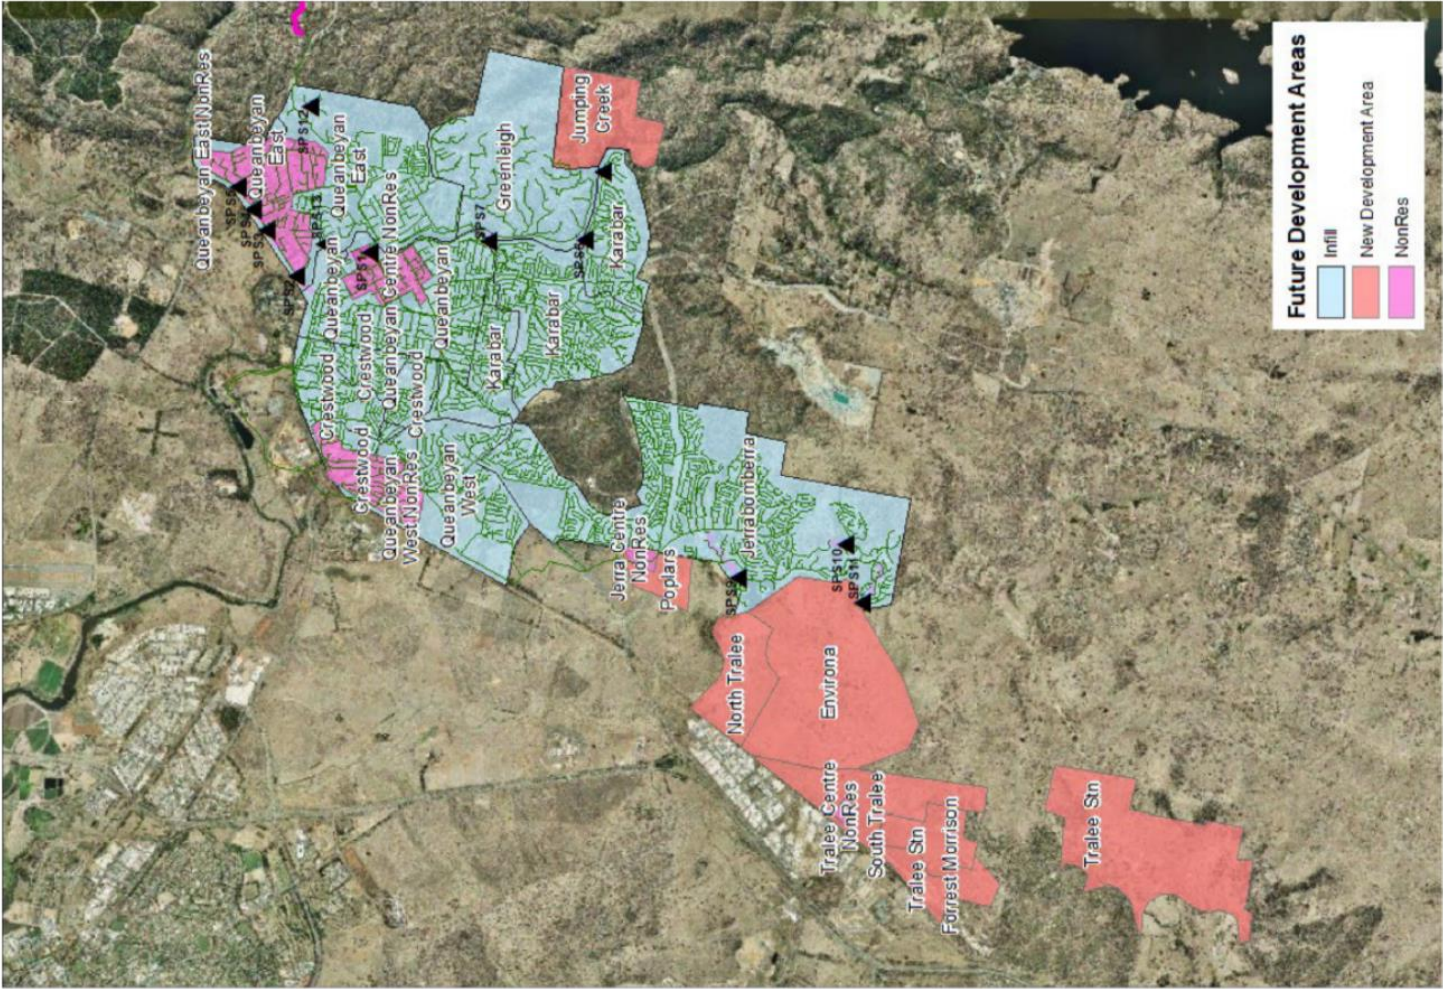 Future Development Areas
Infill
New Development Area
NonRes
Queanbeyan East NonRes
Queanbeyan
East
SPS12
Queanbeyan
East
Jumping
Creek
Greenleigh
SPS7
Karabar
Queanbeyan
Queanbeyan Centre NonRes
Queanbeyan
Crestwood
Crestwood
Crestwood
Karabar
Karabar
Crestwood
Queanbeyan
West NonRes
Queanbeyan
West
Jerra Centre
NonRes
Poplars
Jerrabomberra
SPS9
SPS10
SPS11
North Tralee
Environa
Tralee Centre
NonRes
South Tralee
Tralee Stn
Forrest Morrison
Tralee Stn